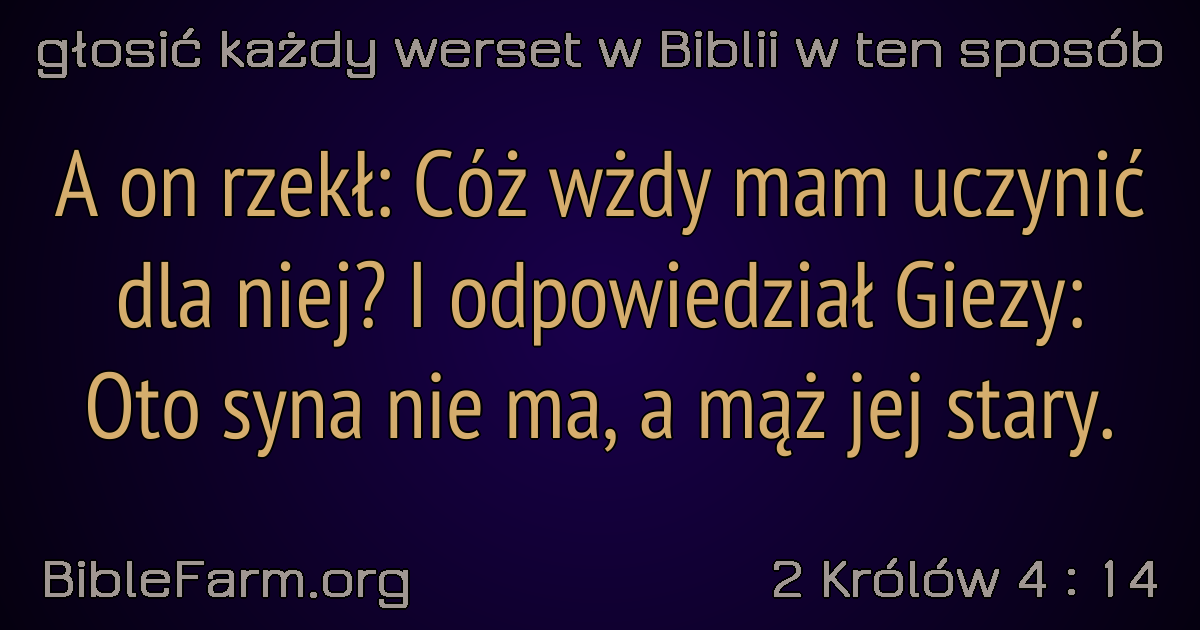 głosić każdy werset w Biblii w ten sposób
A on rzekł: Cóż wżdy mam uczynić
dla niej? I odpowiedział Giezy:
Oto syna nie ma, a mąż jej stary.
BibleFarm.org
2 Królów 4 : 14